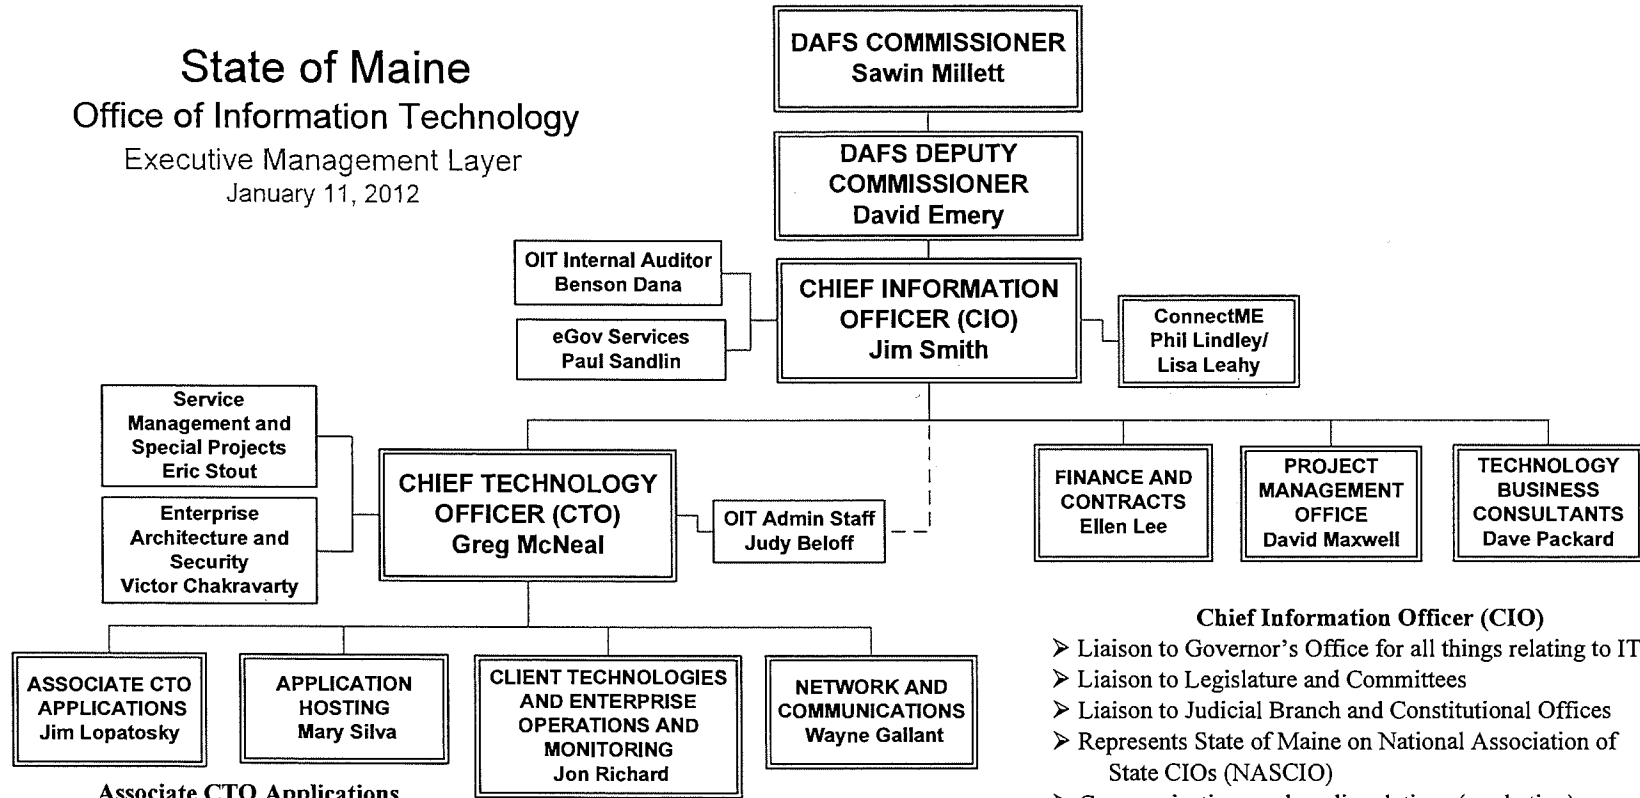 State of Maine
Office of Information Technology
Executive Management Layer
January 11, 2012
DAFS COMMISSIONER
Sawin Millett
DAFS DEPUTY
COMMISSIONER
David Emery
OIT Internal Auditor
Benson Dana
eGov Services
Paul Sandlin
CHIEF INFORMATION
OFFICER (CIO)
Jim Smith
ConnectME
Phil Lindley/
Lisa Leahy
Service
Management and
Special Projects
Eric Stout
Enterprise
Architecture and
Security
Victor Chakravarty
CHIEF TECHNOLOGY
OFFICER (CTO)
Greg McNeal
OIT Admin Staff
Judy Beloff
FINANCE AND
CONTRACTS
Ellen Lee
PROJECT
MANAGEMENT
OFFICE
David Maxwell
TECHNOLOGY
BUSINESS
CONSULTANTS
Dave Packard
ASSOCIATE CTO
APPLICATIONS
Jim Lopatosky
APPLICATION
HOSTING
Mary Silva
CLIENT TECHNOLOGIES
AND ENTERPRISE
OPERATIONS AND
MONITORING
Jon Richard
NETWORK AND
COMMUNICATIONS
Wayne Gallant
Chief Information Officer (CIO)
➢ Liaison to Governor's Office for all things relating to IT
➢ Liaison to Legislature and Committees
➢ Liaison to Judicial Branch and Constitutional Offices
➢ Represents State of Maine on National Association of
State CIOs (NASCIO)
Associate CTO Applications